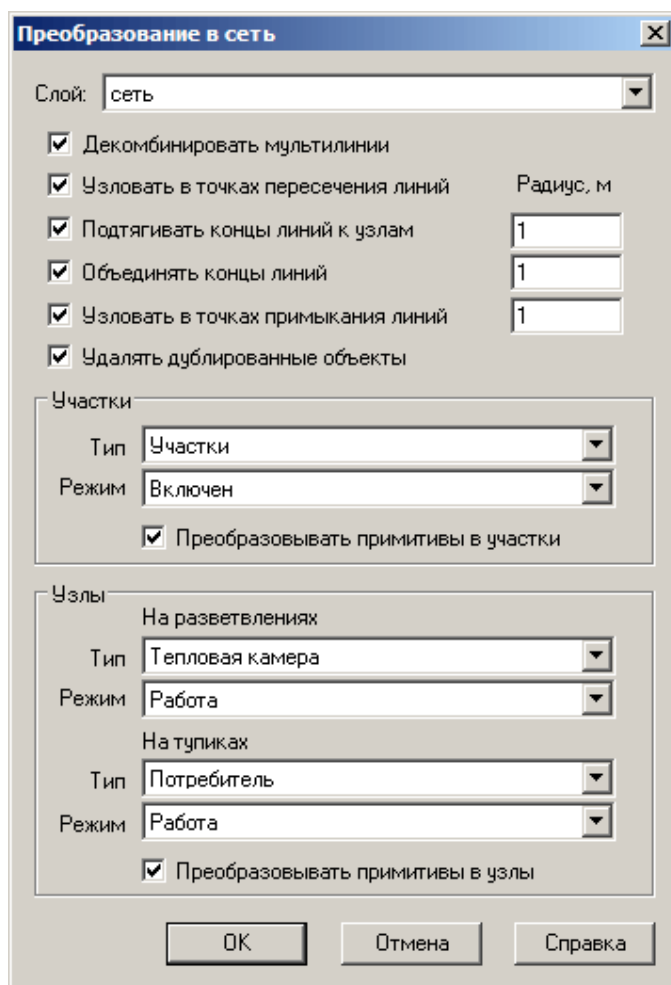 Преобразование в сеть
Слой: сеть
Декомбинировать мультилинии
Узловать в точках пересечения линий Радиус, м
Подтягивать концы линий к узлам 1
Объединять концы линий 1
Узловать в точках примыкания линий 1
Удалять дублированные объекты
Участки
Тип Участки
Режим Включен
Преобразовывать примитивы в участки
Узлы
На разветвлениях
Тип Тепловая камера
Режим Работа
На тупиках
Тип Потребитель
Режим Работа
Преобразовывать примитивы в узлы
ОК Отмена Справка